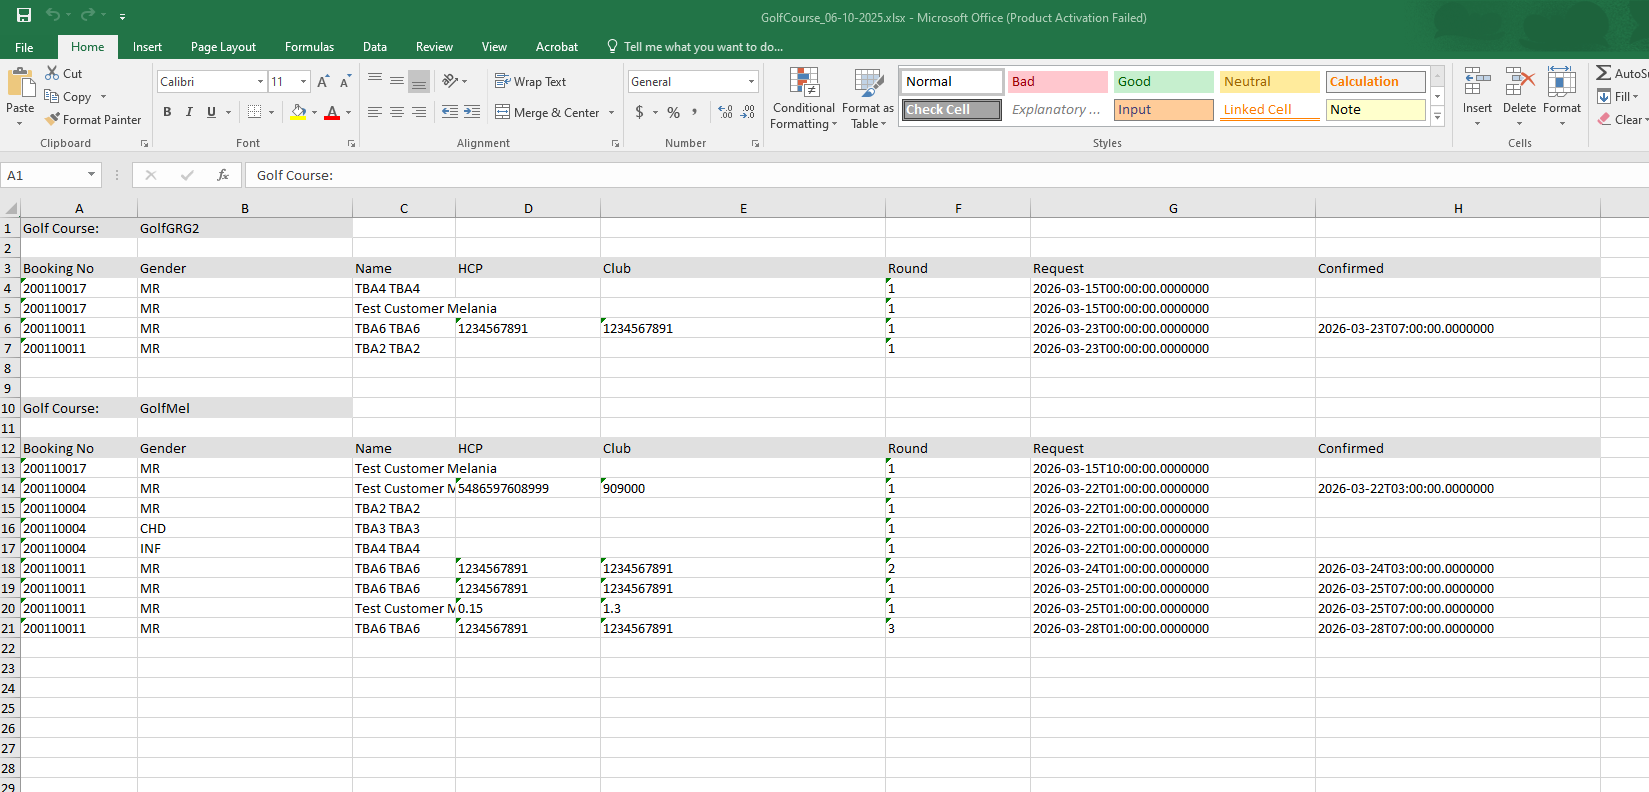 GolfCourse_06-10-2025.xlsx - Microsoft Office (Product Activation Failed)
File Home Insert Page Layout Formulas Data Review View Acrobat Tell me what you want to do...
Paste Cut Copy Format Painter Clipboard
Calibri 11 A A B I U A Font
Wrap Text Merge & Center Alignment
General $ % , .0 .00 .00 .0 Number
Conditional Formatting Format as Table
Normal Bad Good Neutral Calculation
Check Cell Explanatory ... Input Linked Cell Note
Styles
Insert Delete Format Cells
AutoS
Fill
Clear
A1 fx Golf Course:
A B C D E F G H
1 Golf Course: GolfGRG2
2
3 Booking No Gender Name HCP Club Round Request Confirmed
4 200110017 MR TBA4 TBA4 1 2026-03-15T00:00:00.0000000
5 200110017 MR Test Customer Melania 1 2026-03-15T00:00:00.0000000
6 200110011 MR TBA6 TBA6 1234567891 1234567891 1 2026-03-23T00:00:00.0000000 2026-03-23T07:00:00.0000000
7 200110011 MR TBA2 TBA2 1 2026-03-23T00:00:00.0000000
8
9
10 Golf Course: GolfMel
11
12 Booking No Gender Name HCP Club Round Request Confirmed
13 200110017 MR Test Customer Melania 1 2026-03-15T10:00:00.0000000
14 200110004 MR Test Customer M 5486597608999 909000 1 2026-03-22T01:00:00.0000000 2026-03-22T03:00:00.0000000
15 200110004 MR TBA2 TBA2 1 2026-03-22T01:00:00.0000000
16 200110004 CHD TBA3 TBA3 1 2026-03-22T01:00:00.0000000
17 200110004 INF TBA4 TBA4 1 2026-03-22T01:00:00.0000000
18 200110011 MR TBA6 TBA6 1234567891 1234567891 2 2026-03-24T01:00:00.0000000 2026-03-24T03:00:00.0000000
19 200110011 MR TBA6 TBA6 1234567891 1234567891 1 2026-03-25T01:00:00.0000000 2026-03-25T07:00:00.0000000
20 200110011 MR Test Customer M 0.15 1.3 1 2026-03-25T01:00:00.0000000 2026-03-25T07:00:00.0000000
21 200110011 MR TBA6 TBA6 1234567891 1234567891 3 2026-03-28T01:00:00.0000000 2026-03-28T07:00:00.0000000
22
23
24
25
26
27
28
29